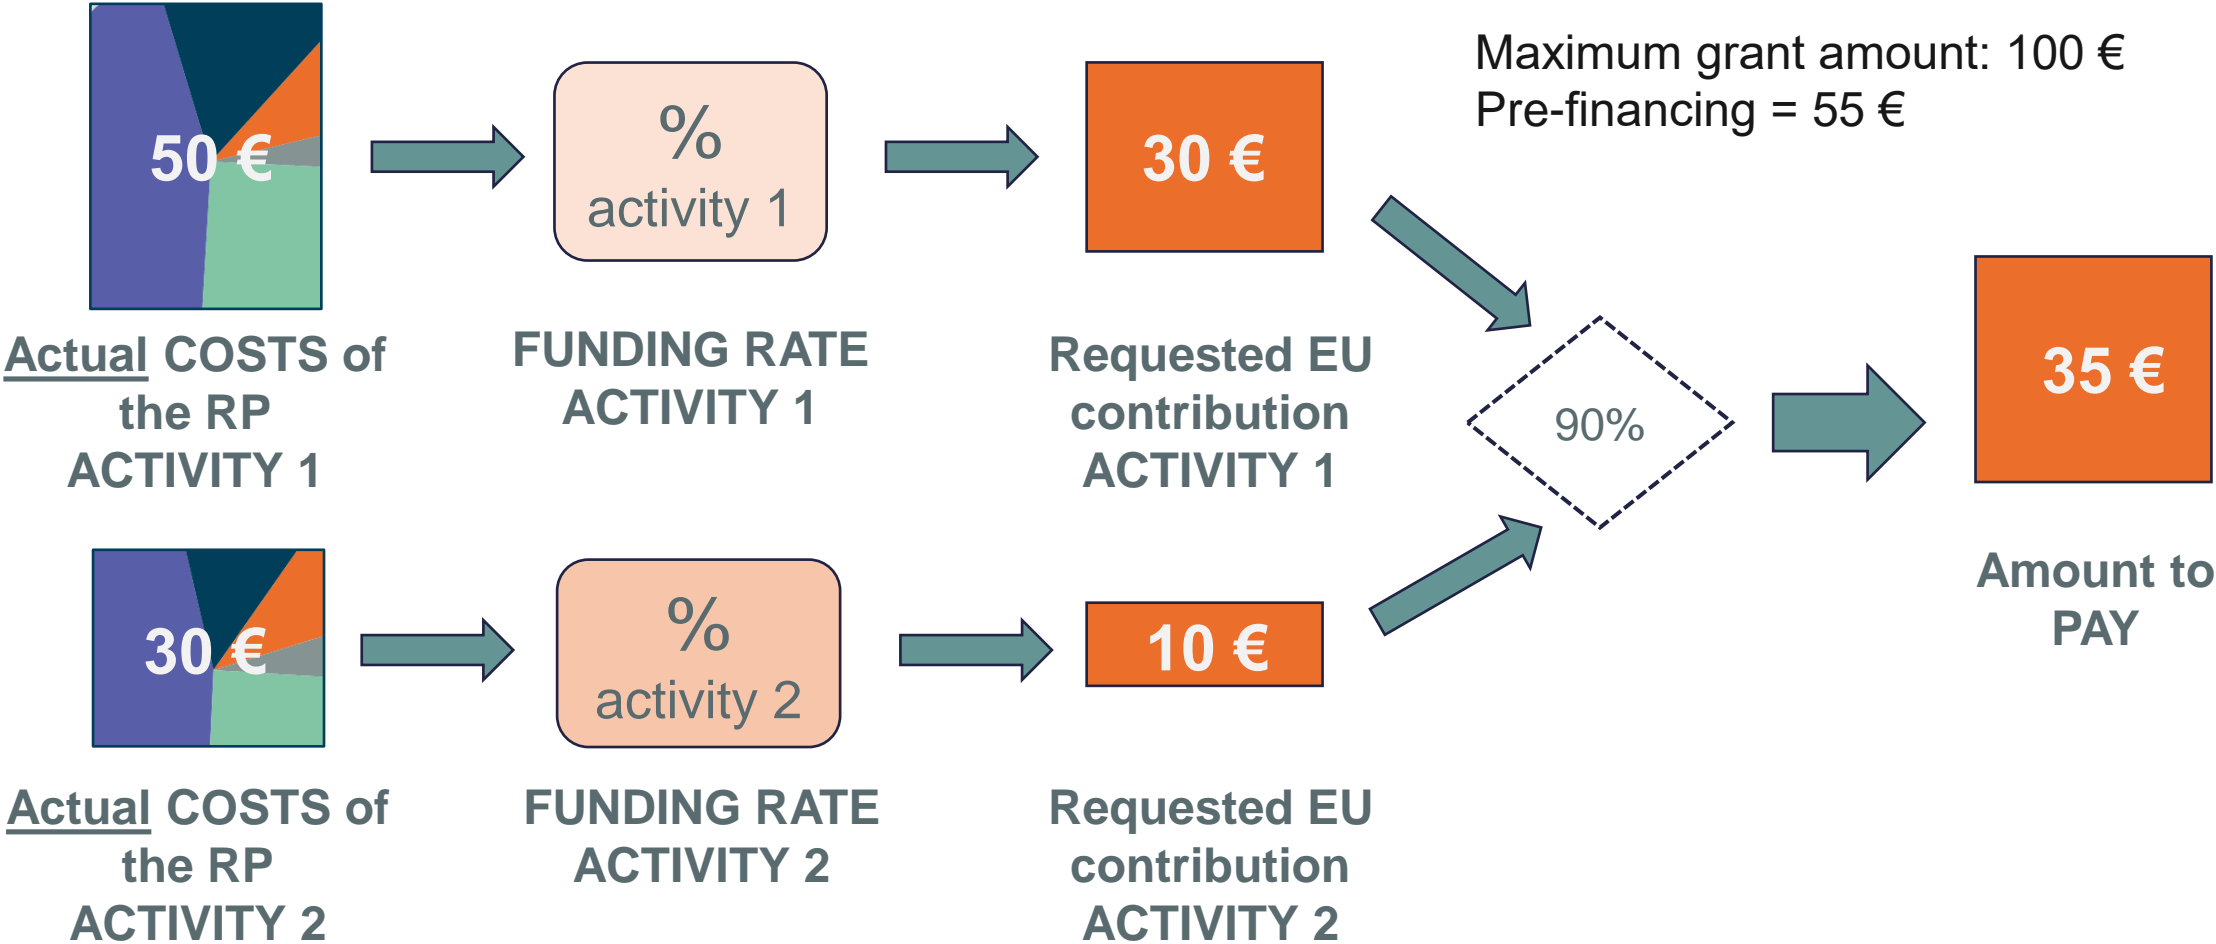 Maximum grant amount: 100 €
Pre-financing = 55 €
50 €
%
activity 1
30 €
Actual COSTS of
the RP
ACTIVITY 1
FUNDING RATE
ACTIVITY 1
Requested EU
contribution
ACTIVITY 1
90%
35 €
Amount to
PAY
30 €
%
activity 2
10 €
Actual COSTS of
the RP
ACTIVITY 2
FUNDING RATE
ACTIVITY 2
Requested EU
contribution
ACTIVITY 2